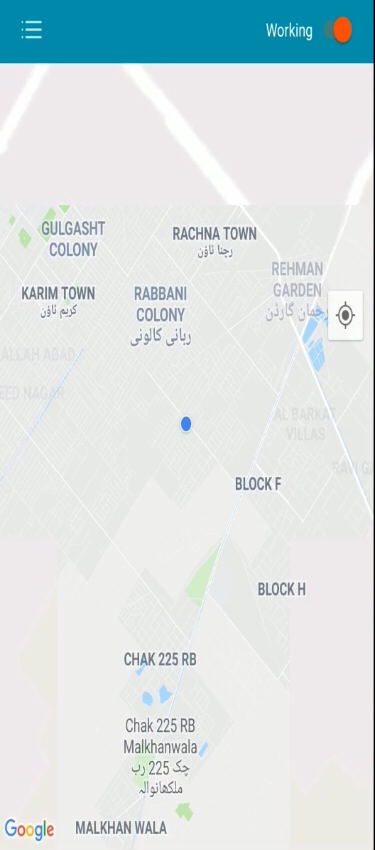 Working
GULGASHT
COLONY
RACHNA TOWN
رچنا ٹاؤن
REHMAN
GARDEN
رحمان گارڈن
KARIM TOWN
کریم ٹاؤن
RABBANI
COLONY
ربانی کالونی
ALLAH ABAD
EED NAGAR
AL BARKAT
VILLAS
RAVI GA
BLOCK F
BLOCK H
CHAK 225 RB
Chak 225 RB
Malkhanwala
چک 225 رب
ملکھانوالہ
Google
MALKHAN WALA